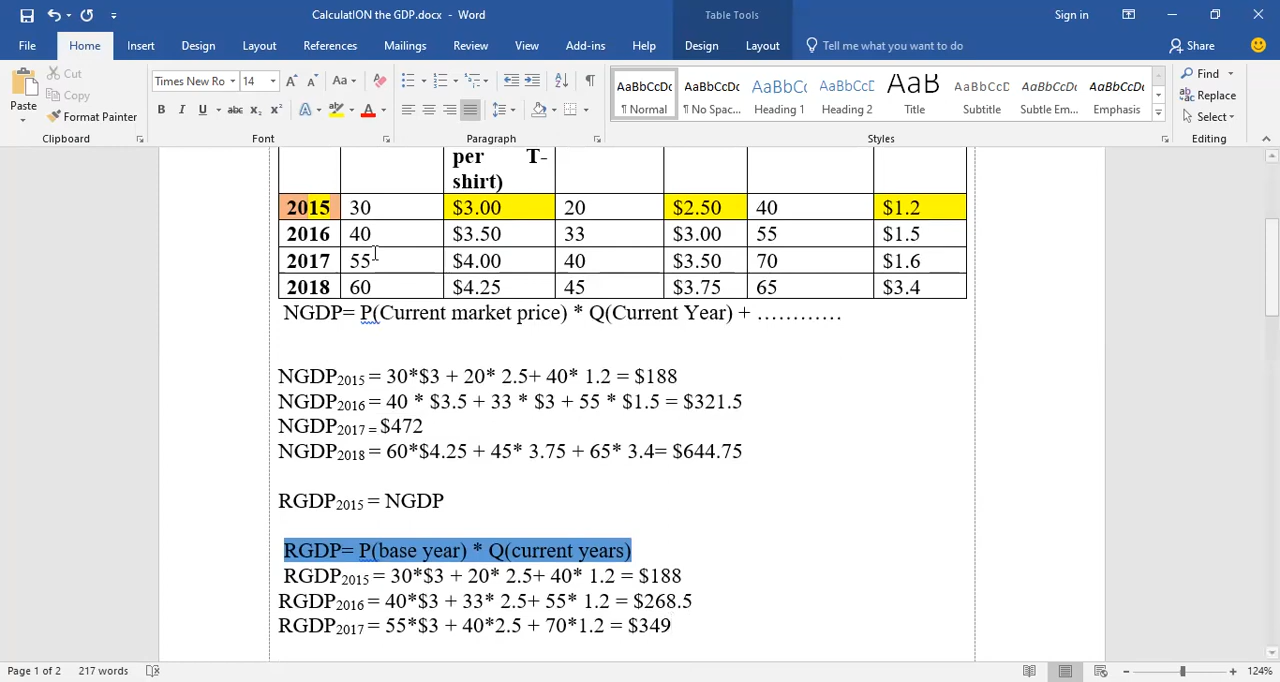 CalculatION the GDP.docx - Word
Table Tools
Sign in
File Home Insert Design Layout References Mailings Review View Add-ins Help Design Layout Tell me what you want to do Share
Paste
Cut
Copy
Format Painter
Clipboard
Times New Ro 14
Font
Paragraph
AaBbCcDc AaBbCcDc AaBbCc AaBbCcC AaB AaBbCcD AaBbCcDc AaBbCcDc
¶ Normal ¶ No Spac... Heading 1 Heading 2 Title Subtitle Subtle Em... Emphasis
Styles
Find
Replace
Select
Editing
per T-
shirt)
2015 30 $3.00 20 $2.50 40 $1.2
2016 40 $3.50 33 $3.00 55 $1.5
2017 55 $4.00 40 $3.50 70 $1.6
2018 60 $4.25 45 $3.75 65 $3.4
NGDP= P(Current market price) * Q(Current Year) + …………
NGDP2015 = 30*$3 + 20* 2.5+ 40* 1.2 = $188
NGDP2016 = 40 * $3.5 + 33 * $3 + 55 * $1.5 = $321.5
NGDP2017 = $472
NGDP2018 = 60*$4.25 + 45* 3.75 + 65* 3.4= $644.75
RGDP2015 = NGDP
RGDP= P(base year) * Q(current years)
RGDP2015 = 30*$3 + 20* 2.5+ 40* 1.2 = $188
RGDP2016 = 40*$3 + 33* 2.5+ 55* 1.2 = $268.5
RGDP2017 = 55*$3 + 40*2.5 + 70*1.2 = $349
Page 1 of 2 217 words
124%